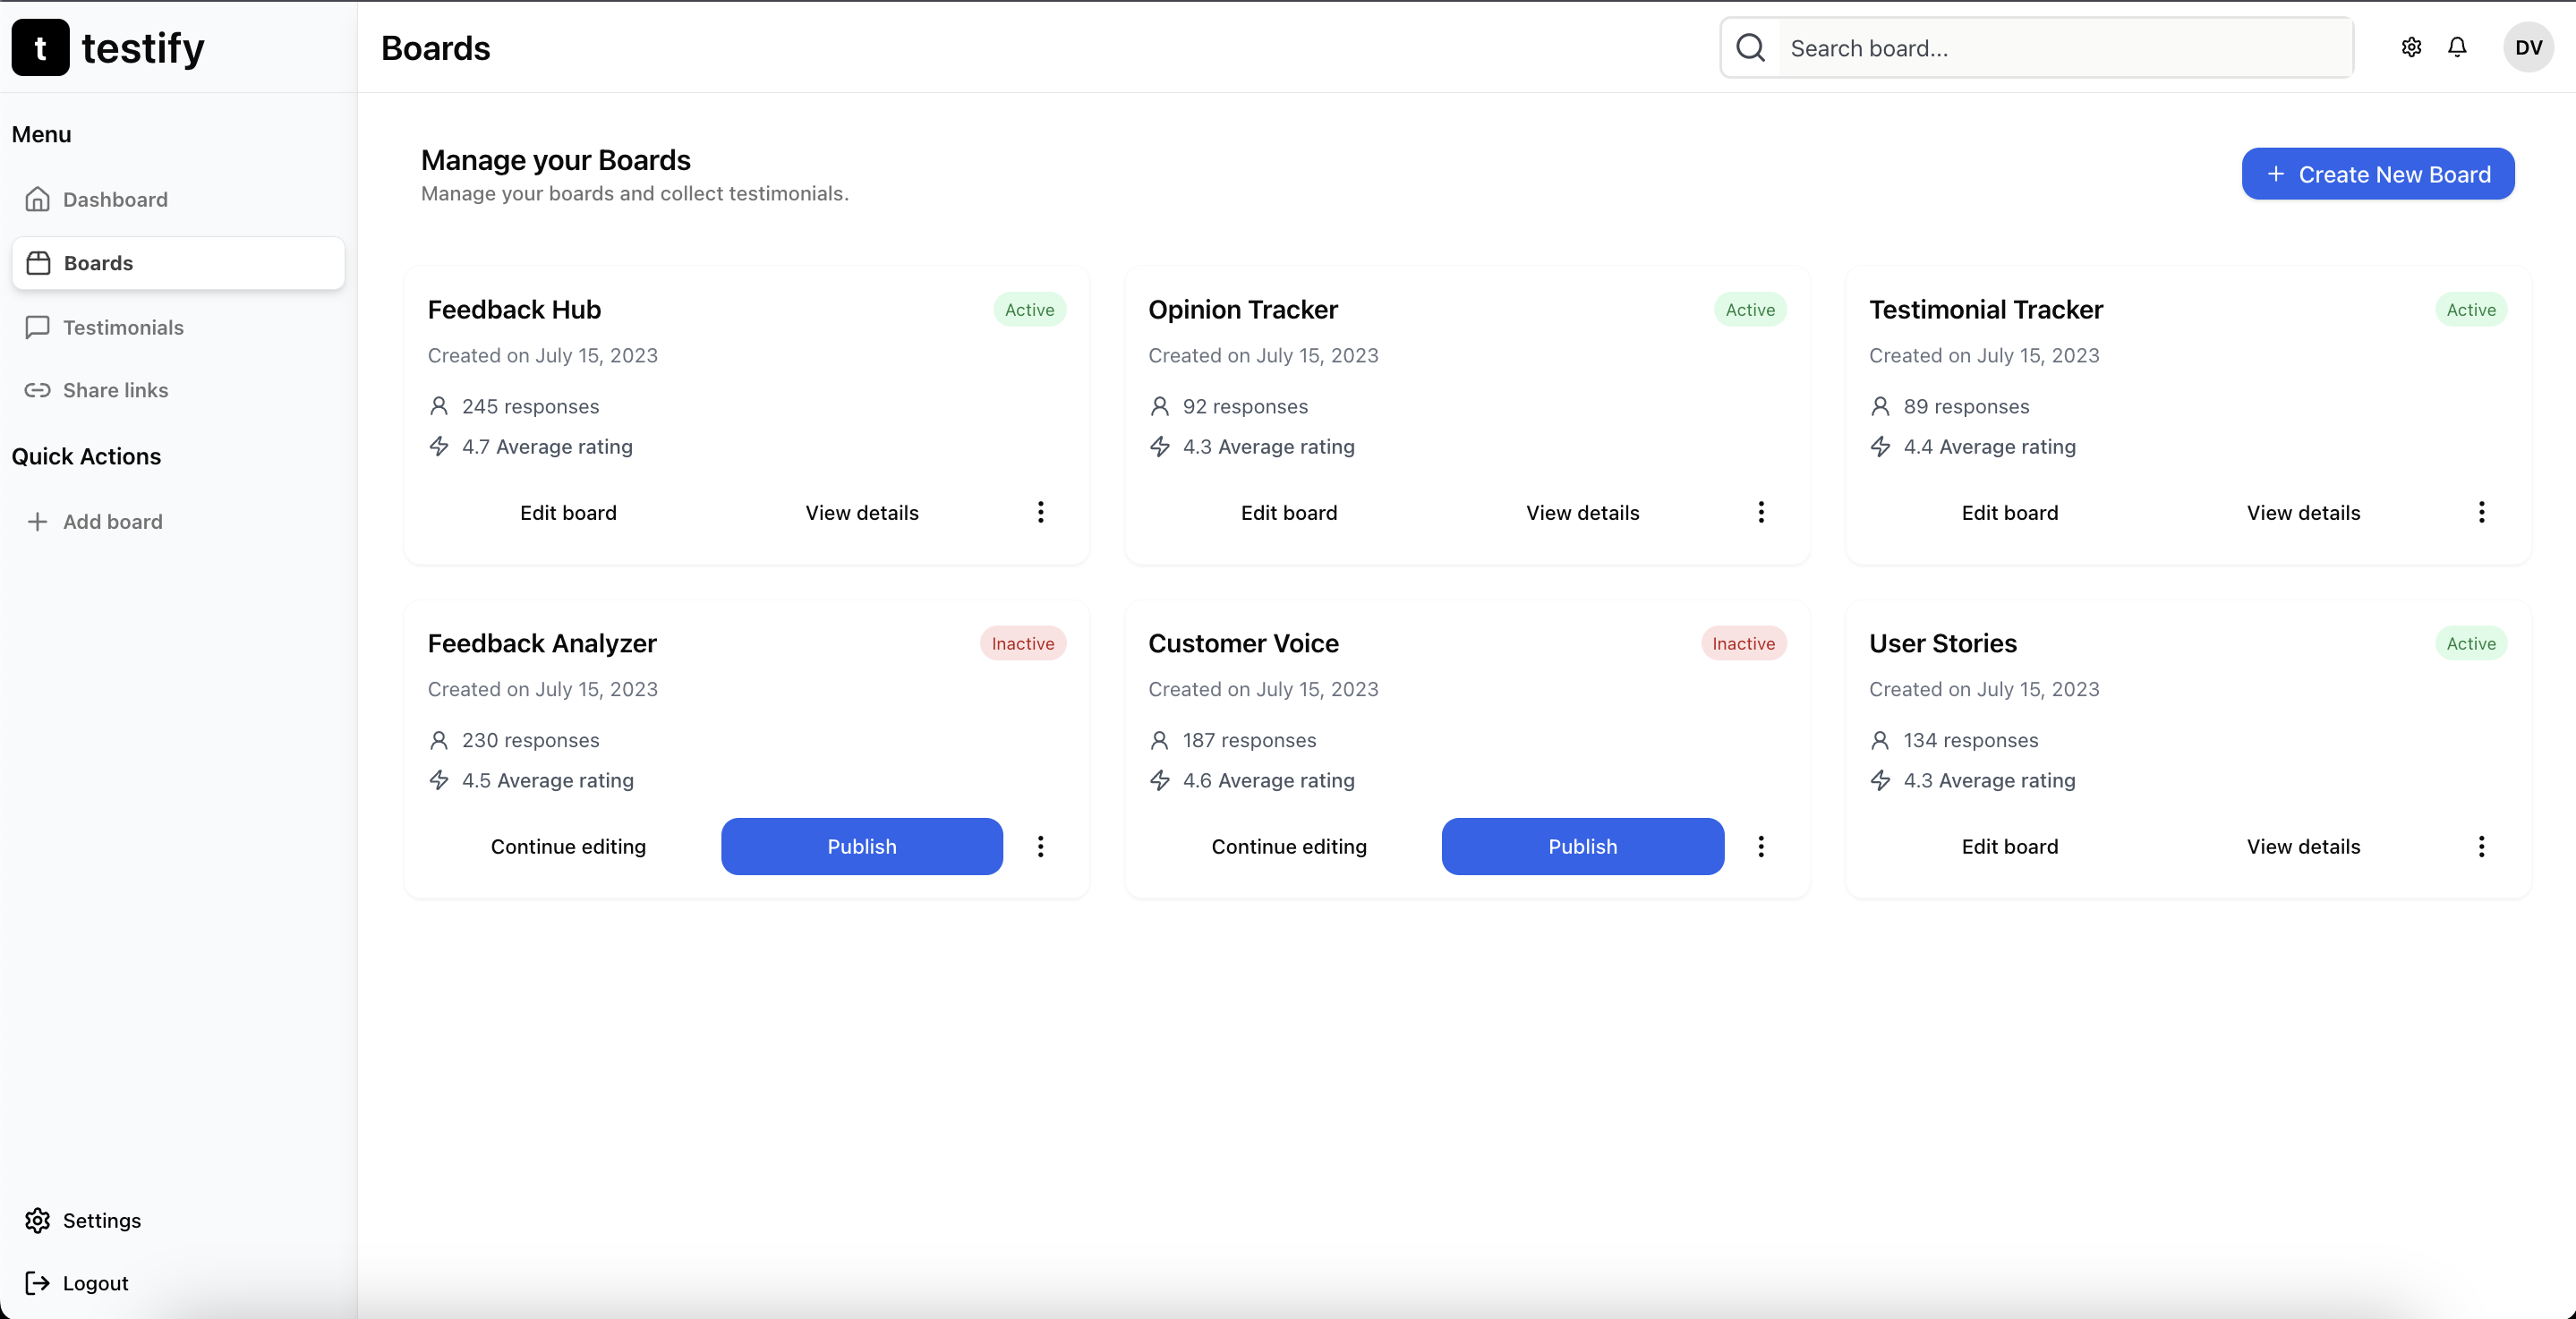 t testify
Boards
Search board...
DV
Menu
Dashboard
Boards
Testimonials
Share links
Quick Actions
Add board
Settings
Logout
Manage your Boards
Manage your boards and collect testimonials.
+ Create New Board
Feedback Hub
Active
Created on July 15, 2023
245 responses
4.7 Average rating
Edit board
View details
Opinion Tracker
Active
Created on July 15, 2023
92 responses
4.3 Average rating
Edit board
View details
Testimonial Tracker
Active
Created on July 15, 2023
89 responses
4.4 Average rating
Edit board
View details
Feedback Analyzer
Inactive
Created on July 15, 2023
230 responses
4.5 Average rating
Continue editing
Publish
Customer Voice
Inactive
Created on July 15, 2023
187 responses
4.6 Average rating
Continue editing
Publish
User Stories
Active
Created on July 15, 2023
134 responses
4.3 Average rating
Edit board
View details